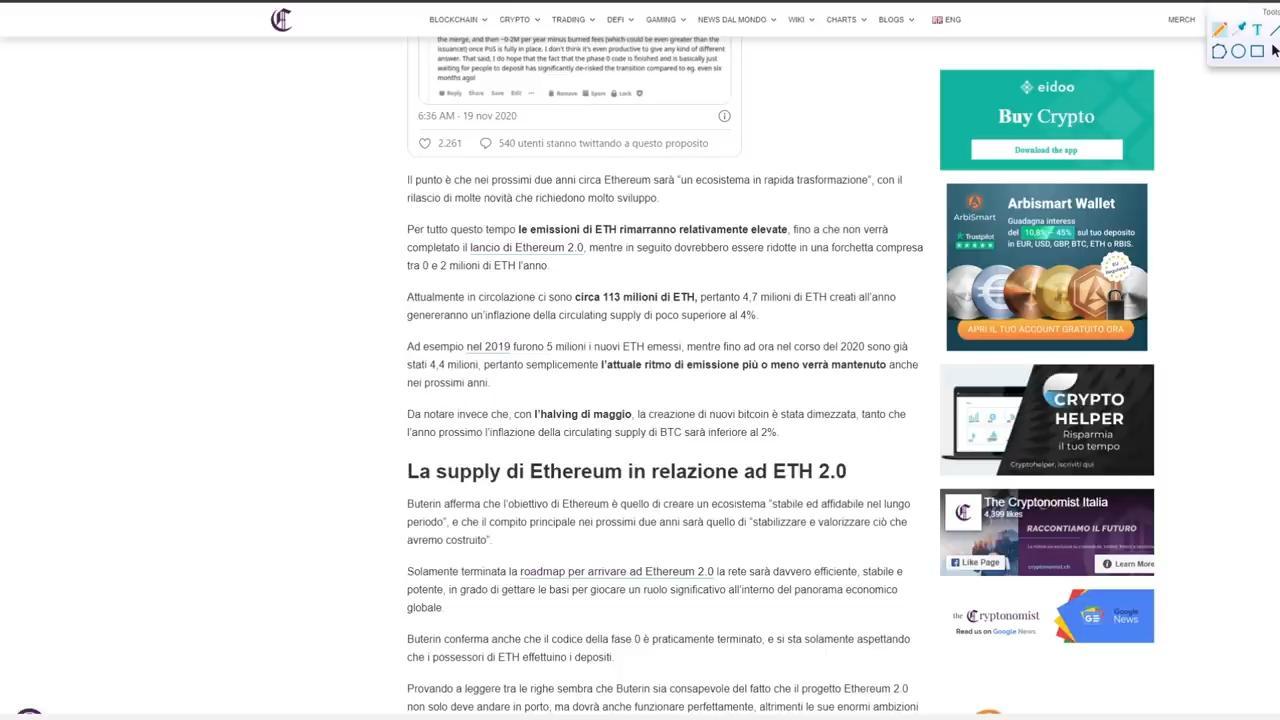 BLOCKCHAIN CRYPTO TRADING DEFI GAMING NEWS DAL MONDO WIKI CHARTS BLOGS ENG MERCH
Tools
T
the merge, and then ~0-2M per year minus burned fees (which could be even greater than the
issuance!) once PoS is fully in place. I don't think it's even productive to give any kind of different
answer. That said, I do hope that the fact that the phase 0 code is finished and is basically just
waiting for people to deposit has significantly de-risked the transition compared to eg. even six
months ago!
Reply Share Save Edit ... Remove Spam Lock
6:36 AM - 19 nov 2020
2.261 540 utenti stanno twittando a questo proposito
Il punto è che nei prossimi due anni circa Ethereum sarà “un ecosistema in rapida trasformazione”, con il
rilascio di molte novità che richiedono molto sviluppo.
Per tutto questo tempo le emissioni di ETH rimarranno relativamente elevate, fino a che non verrà
completato il lancio di Ethereum 2.0, mentre in seguito dovrebbero essere ridotte in una forchetta compresa
tra 0 e 2 milioni di ETH l’anno.
Attualmente in circolazione ci sono circa 113 milioni di ETH, pertanto 4,7 milioni di ETH creati all’anno
genereranno un’inflazione della circulating supply di poco superiore al 4%.
Ad esempio nel 2019 furono 5 milioni i nuovi ETH emessi, mentre fino ad ora nel corso del 2020 sono già
stati 4,4 milioni, pertanto semplicemente l’attuale ritmo di emissione più o meno verrà mantenuto anche
nei prossimi anni.
Da notare invece che, con l’halving di maggio, la creazione di nuovi bitcoin è stata dimezzata, tanto che
l’anno prossimo l’inflazione della circulating supply di BTC sarà inferiore al 2%.
La supply di Ethereum in relazione ad ETH 2.0
Buterin afferma che l’obiettivo di Ethereum è quello di creare un ecosistema “stabile ed affidabile nel lungo
periodo”, e che il compito principale nei prossimi due anni sarà quello di “stabilizzare e valorizzare ciò che
avremo costruito”.
Solamente terminata la roadmap per arrivare ad Ethereum 2.0 la rete sarà davvero efficiente, stabile e
potente, in grado di gettare le basi per giocare un ruolo significativo all’interno del panorama economico
globale.
Buterin conferma anche che il codice della fase 0 è praticamente terminato, e si sta solamente aspettando
che i possessori di ETH effettuino i depositi.
Provando a leggere tra le righe sembra che Buterin sia consapevole del fatto che il progetto Ethereum 2.0
non solo deve andare in porto, ma dovrà anche funzionare perfettamente, altrimenti le sue enormi ambizioni
eidoo
Buy Crypto
Download the app
ARBISMART
Trustpilot
Arbismart Wallet
Guadagna interess
del 10,8% – 45% sul tuo deposito
in EUR, USD, GBP, BTC, ETH o RBIS.
EU
Regulated
APRI IL TUO ACCOUNT GRATUITO ORA
CRYPTO
HELPER
Risparmia
il tuo tempo
Cryptohelper, iscriviti qui
The Cryptonomist Italia
4,399 likes
RACCONTIAMO IL FUTURO
cryptonomist.ch
Like Page
Learn More
the Cryptonomist
Read us on Google News
GE
Google
News